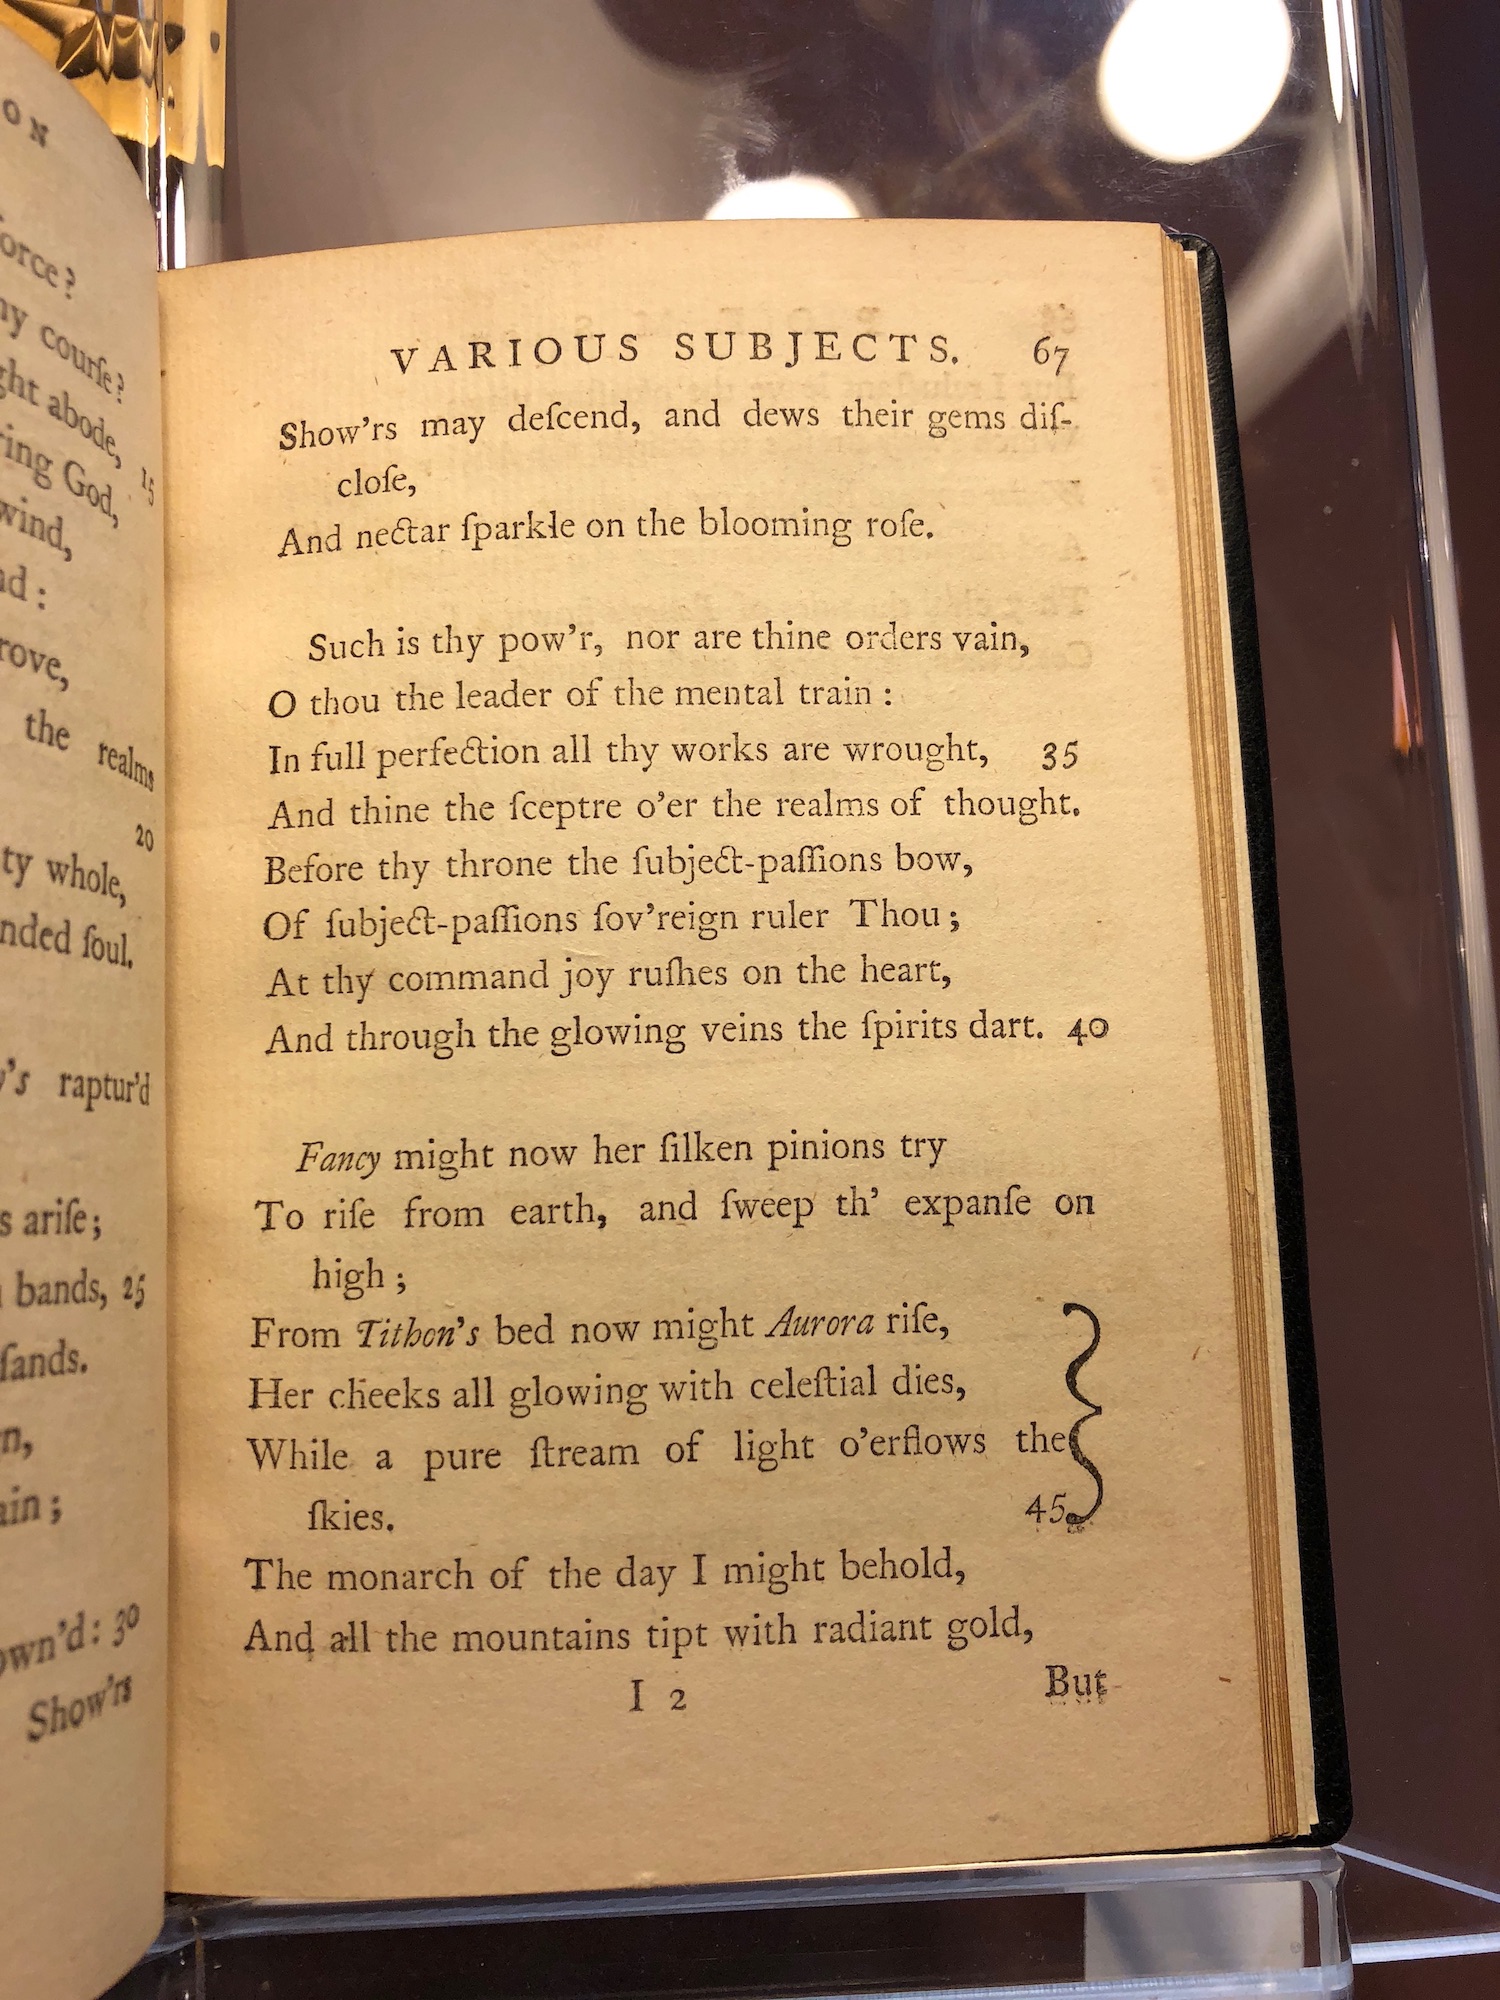 ON
orce?
ny courſe?
ght abode,
ring God, 15
wind,
nd :
rove,
the realms
20
ty whole,
nded ſoul.
y's raptur'd
s ariſe ;
bands, 25
ſands.
n,
ain ;
own'd : 30
Show'rs
VARIOUS SUBJECTS. 67
Show'rs may deſcend, and dews their gems diſ-
cloſe,
And nectar ſparkle on the blooming roſe.
Such is thy pow'r, nor are thine orders vain,
O thou the leader of the mental train :
In full perfection all thy works are wrought, 35
And thine the ſceptre o'er the realms of thought.
Before thy throne the ſubject-paſſions bow,
Of ſubject-paſſions ſov'reign ruler Thou ;
At thy command joy ruſhes on the heart,
And through the glowing veins the ſpirits dart. 40
Fancy might now her ſilken pinions try
To riſe from earth, and ſweep th' expanſe on
high ;
From Tithon's bed now might Aurora riſe,
Her cheeks all glowing with celeſtial dies,
While a pure ſtream of light o'erflows the
ſkies. 45
The monarch of the day I might behold,
And all the mountains tipt with radiant gold,
I 2 But